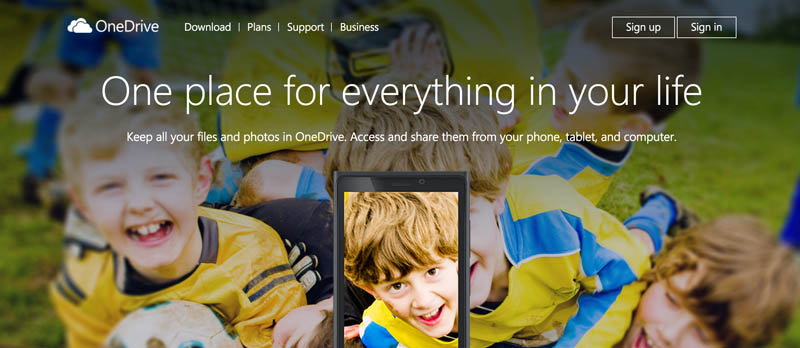 OneDrive Download | Plans | Support | Business Sign up Sign in
One place for everything in your life
Keep all your files and photos in OneDrive. Access and share them from your phone, tablet, and computer.